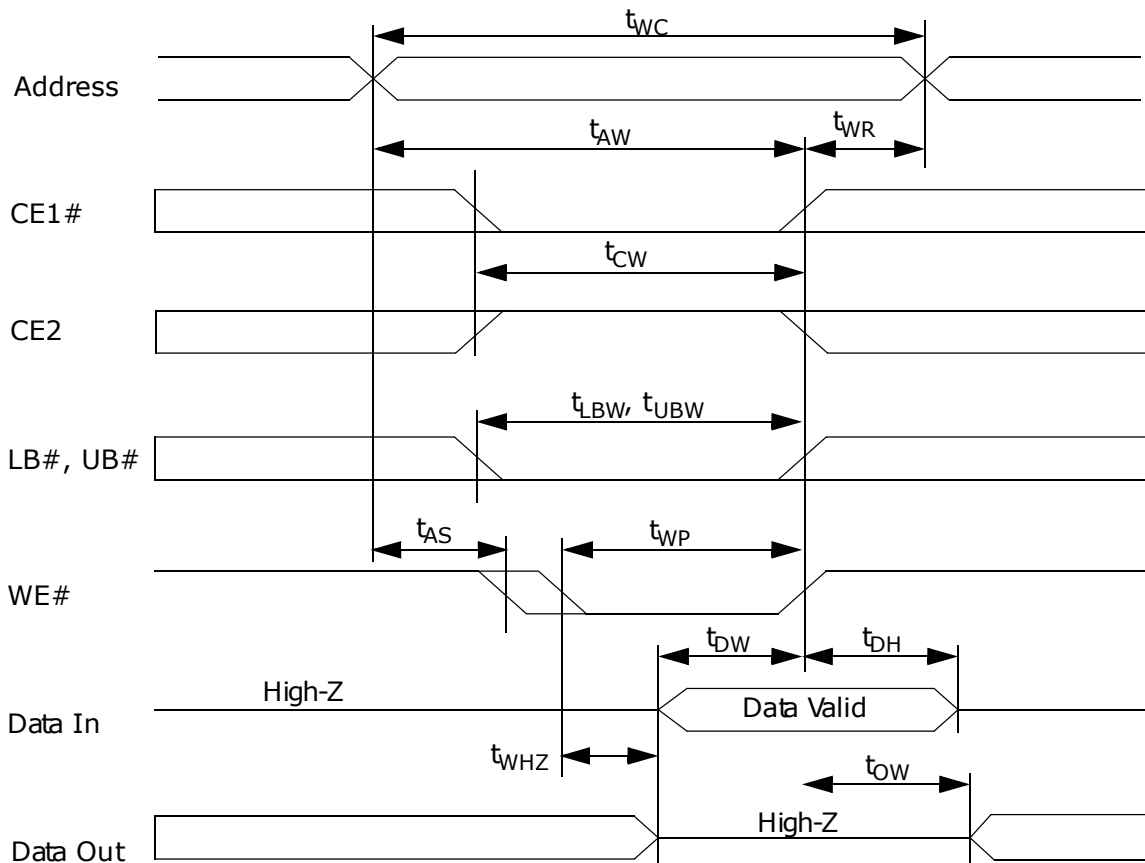 tWC
Address
tAW
tWR
CE1#
tCW
CE2
tLBW, tUBW
LB#, UB#
tAS
tWP
WE#
tDW
tDH
High-Z
Data Valid
Data In
tWHZ
tOW
High-Z
Data Out